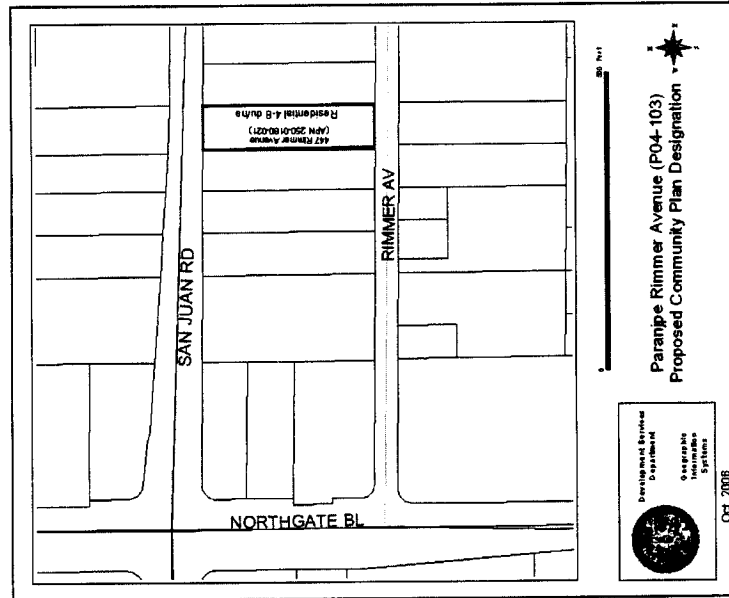 447 Rimmer Avenue
(APN 250-0180-021)
Residential 4-8 du/na
SAN JUAN RD
RIMMER AV
NORTHGATE BL
0
Feet
Paranjpe Rimmer Avenue (P04-103)
Proposed Community Plan Designation
Development Services
Department
Geographic
Information
Systems
Oct. 2006